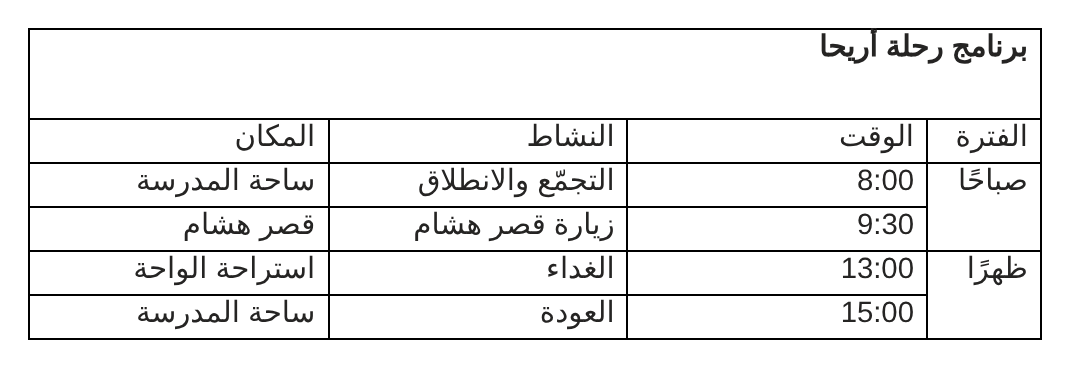 برنامج رحلة أريحا
الفترة الوقت النشاط المكان
صباحًا 8:00 التجمّع والانطلاق ساحة المدرسة
9:30 زيارة قصر هشام قصر هشام
ظهرًا 13:00 الغداء استراحة الواحة
15:00 العودة ساحة المدرسة